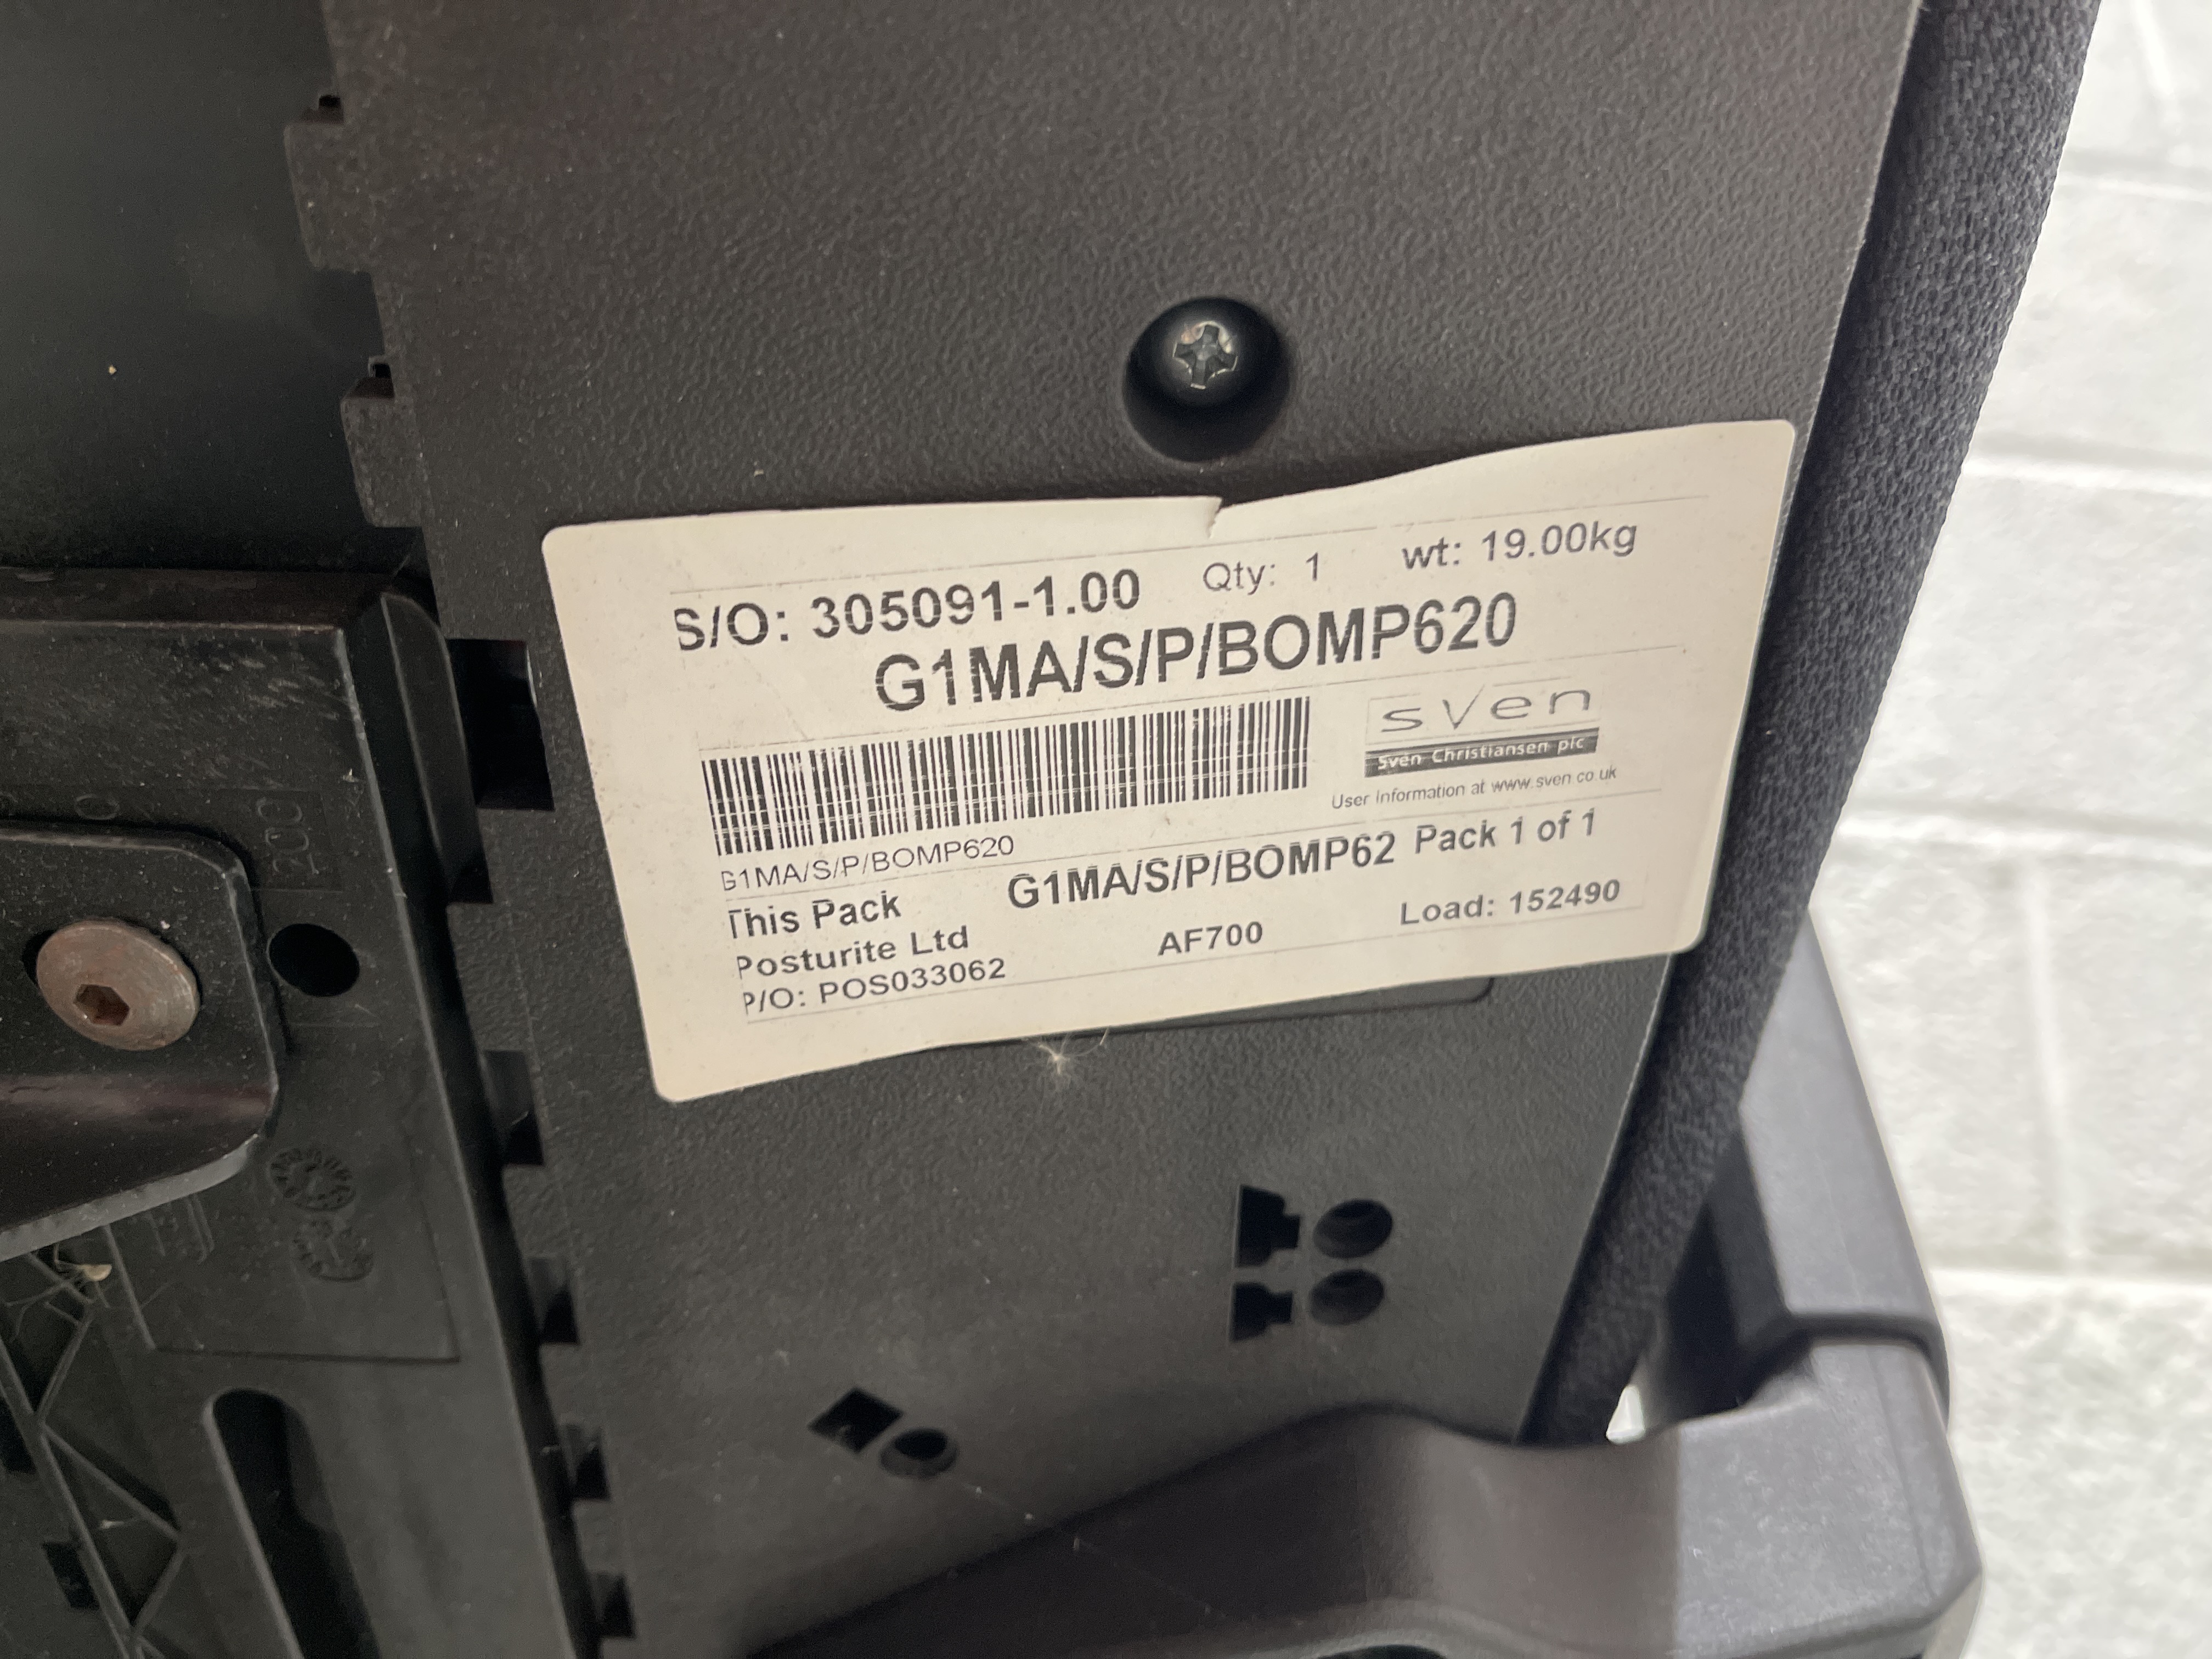 S/O: 305091-1.00 Qty: 1 wt: 19.00kg
G1MA/S/P/BOMP620
sven
Sven Christiansen plc
User information at www.sven.co.uk
G1MA/S/P/BOMP620
This Pack G1MA/S/P/BOMP62 Pack 1 of 1
Posturite Ltd AF700 Load: 152490
P/O: POS033062
200